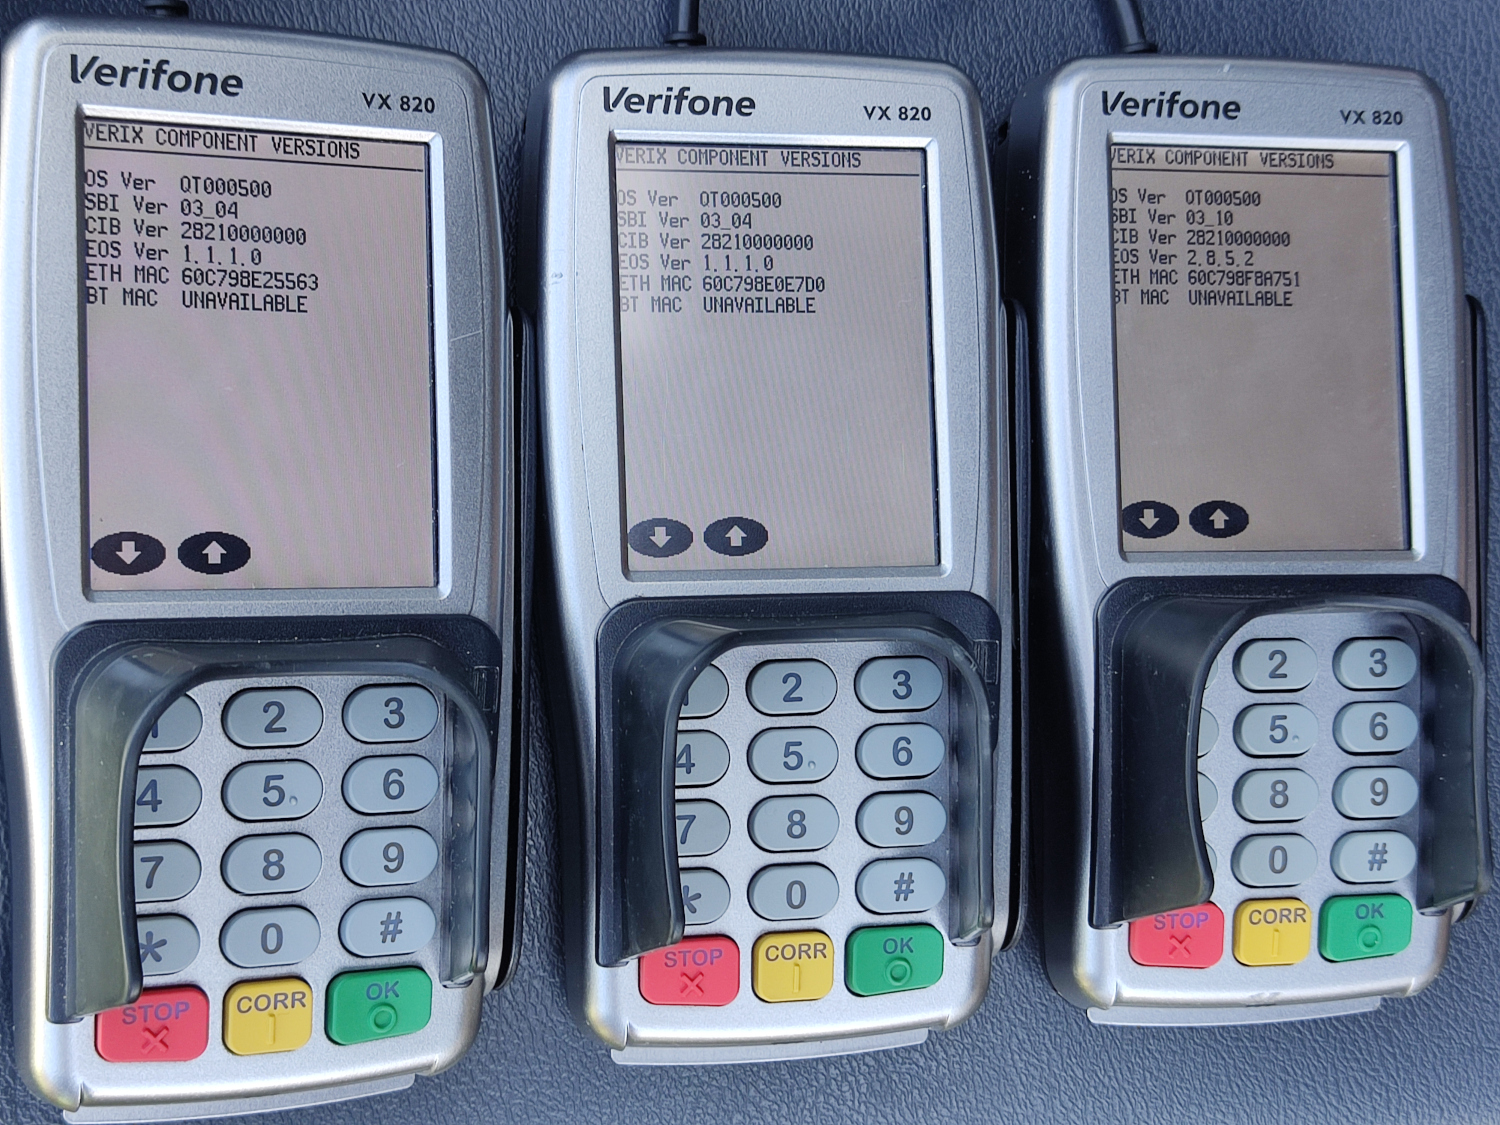 Verifone
VX 820
VERIX COMPONENT VERSIONS
OS Ver QT000500
SBI Ver 03_04
CIB Ver 28210000000
EOS Ver 1.1.1.0
ETH MAC 60C798E25563
BT MAC UNAVAILABLE
1 2 3
4 5 6
7 8 9
* 0 #
STOP CORR OK
Verifone
VX 820
VERIX COMPONENT VERSIONS
OS Ver QT000500
SBI Ver 03_04
CIB Ver 28210000000
EOS Ver 1.1.1.0
ETH MAC 60C798E0E7D0
BT MAC UNAVAILABLE
1 2 3
4 5 6
7 8 9
* 0 #
STOP CORR OK
Verifone
VX 820
VERIX COMPONENT VERSIONS
OS Ver QT000500
SBI Ver 03_10
CIB Ver 28210000000
EOS Ver 2.8.5.2
ETH MAC 60C798F8A751
BT MAC UNAVAILABLE
2 3
5 6
8 9
0 #
STOP CORR OK